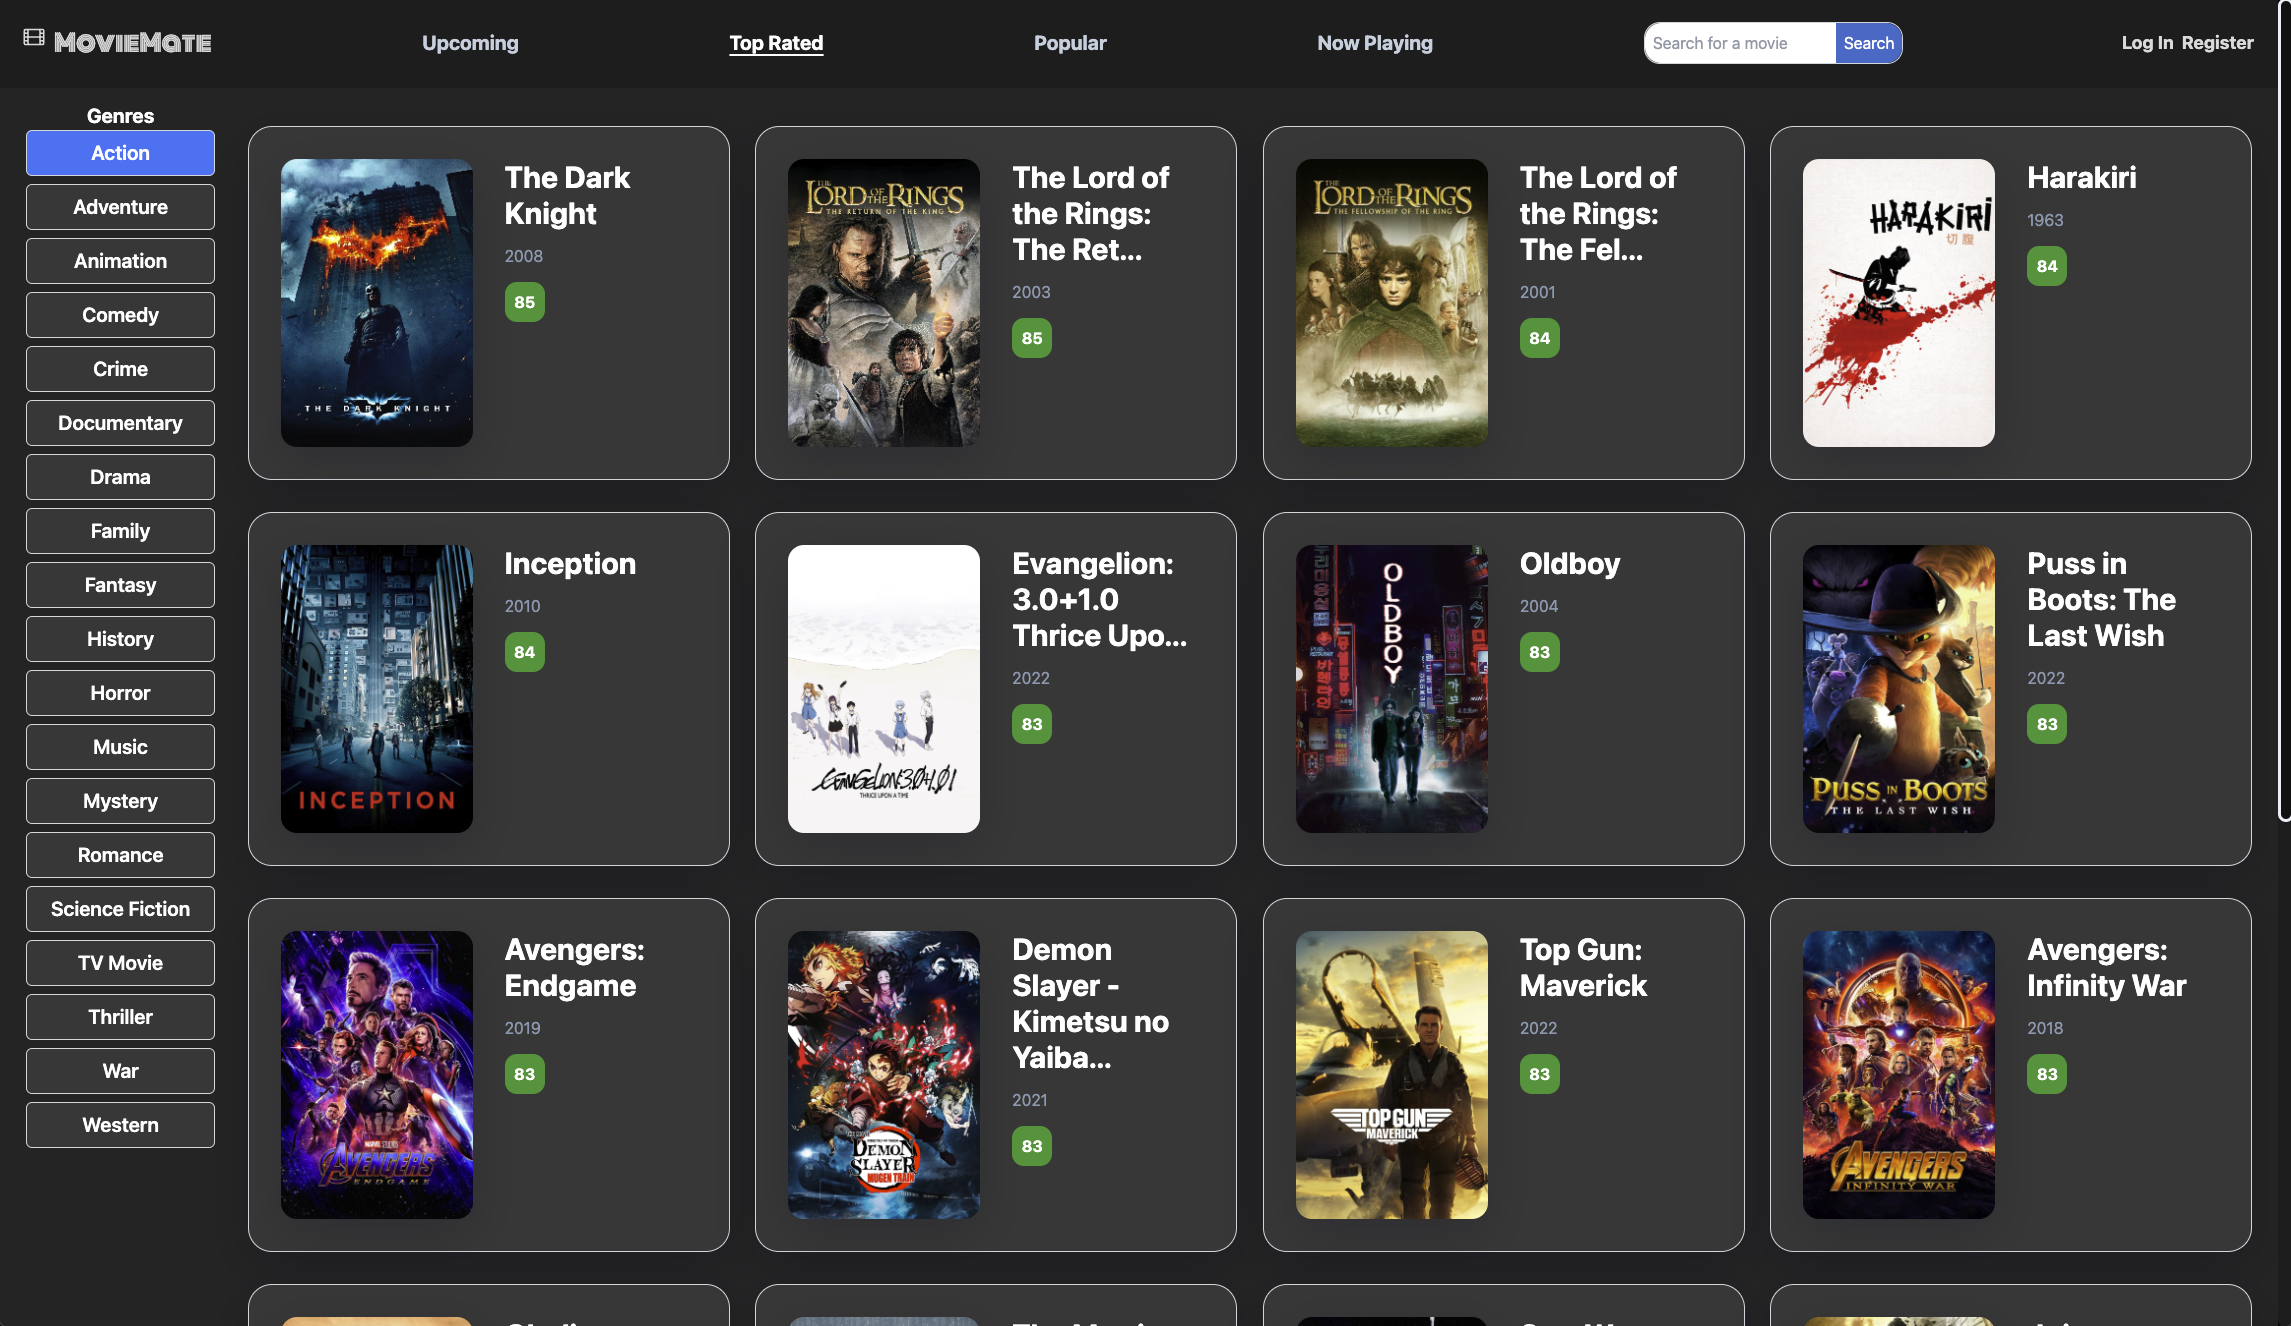 MOVIEMATE
Upcoming
Top Rated
Popular
Now Playing
Search for a movie
Search
Log In Register
Genres
Action
Adventure
Animation
Comedy
Crime
Documentary
Drama
Family
Fantasy
History
Horror
Music
Mystery
Romance
Science Fiction
TV Movie
Thriller
War
Western
THE DARK KNIGHT
The Dark
Knight
2008
85
THE
LORD OF THE RINGS
THE RETURN OF THE KING
The Lord of
the Rings:
The Ret...
2003
85
THE
LORD OF THE RINGS
THE FELLOWSHIP OF THE RING
The Lord of
the Rings:
The Fel...
2001
84
HARAKIRI
切腹
Harakiri
1963
84
INCEPTION
Inception
2010
84
EVANGELION:3.0+1.01
THRICE UPON A TIME
Evangelion:
3.0+1.0
Thrice Upo...
2022
83
OLDBOY
Oldboy
2004
83
PUSS IN BOOTS
THE LAST WISH
Puss in
Boots: The
Last Wish
2022
83
MARVEL STUDIOS
AVENGERS
ENDGAME
Avengers:
Endgame
2019
83
DEMON
SLAYER
MUGEN TRAIN
Demon
Slayer -
Kimetsu no
Yaiba...
2021
83
TOP GUN
MAVERICK
Top Gun:
Maverick
2022
83
AVENGERS
INFINITY WAR
Avengers:
Infinity War
2018
83